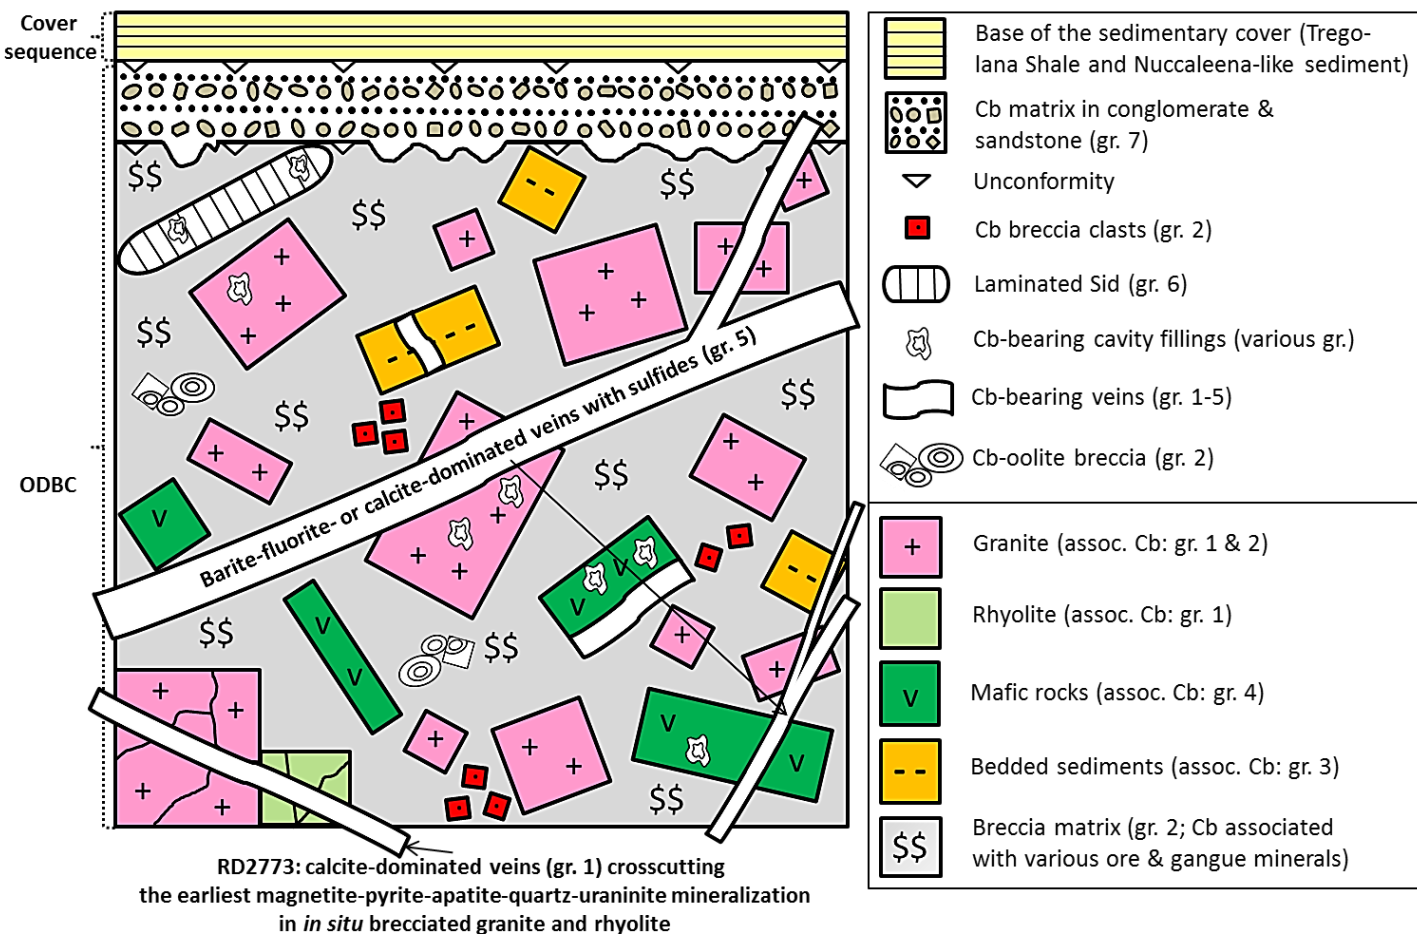 Cover
sequence
ODBC
$$
$$
$$
$$
$$
$$
$$
$$
$$
$$
Barite-fluorite- or calcite-dominated veins with sulfides (gr. 5)
RD2773: calcite-dominated veins (gr. 1) crosscutting
the earliest magnetite-pyrite-apatite-quartz-uraninite mineralization
in in situ brecciated granite and rhyolite
Base of the sedimentary cover (Trego-
lana Shale and Nuccaleena-like sediment)
Cb matrix in conglomerate &
sandstone (gr. 7)
Unconformity
Cb breccia clasts (gr. 2)
Laminated Sid (gr. 6)
Cb-bearing cavity fillings (various gr.)
Cb-bearing veins (gr. 1-5)
Cb-oolite breccia (gr. 2)
Granite (assoc. Cb: gr. 1 & 2)
Rhyolite (assoc. Cb: gr. 1)
v
Mafic rocks (assoc. Cb: gr. 4)
Bedded sediments (assoc. Cb: gr. 3)
$$
Breccia matrix (gr. 2; Cb associated
with various ore & gangue minerals)